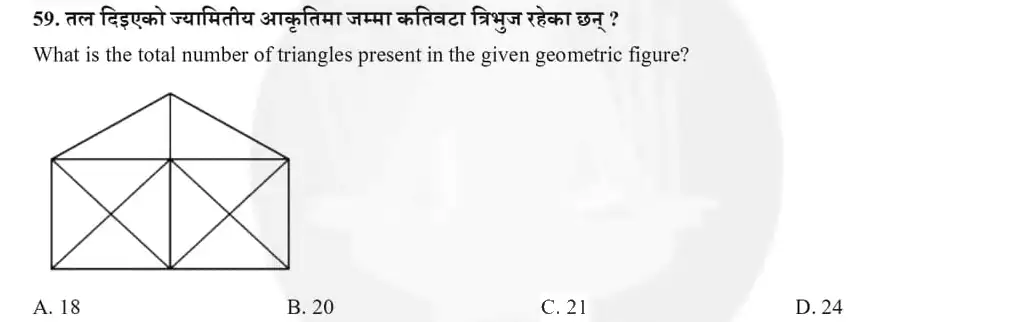 59. तल दिइएको ज्यामितीय आकृतिमा जम्मा कतिवटा त्रिभुज रहेका छन् ?
What is the total number of triangles present in the given geometric figure?
A. 18 B. 20 C. 21 D. 24